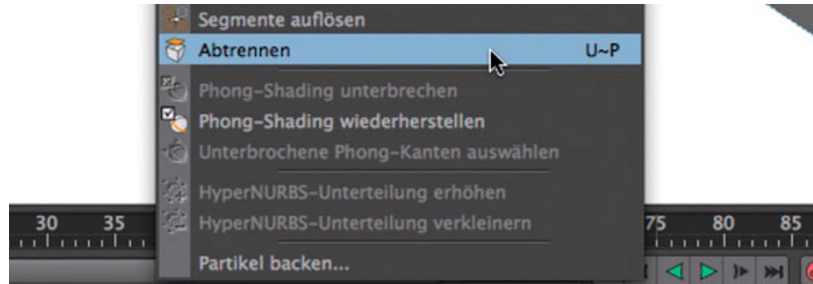 Segmente auflösen
Abtrennen U~P
Phong-Shading unterbrechen
Phong-Shading wiederherstellen
Unterbrochene Phong-Kanten auswählen
HyperNURBS-Unterteilung erhöhen
30 35 HyperNURBS-Unterteilung verkleinern 75 80 85
Partikel backen...